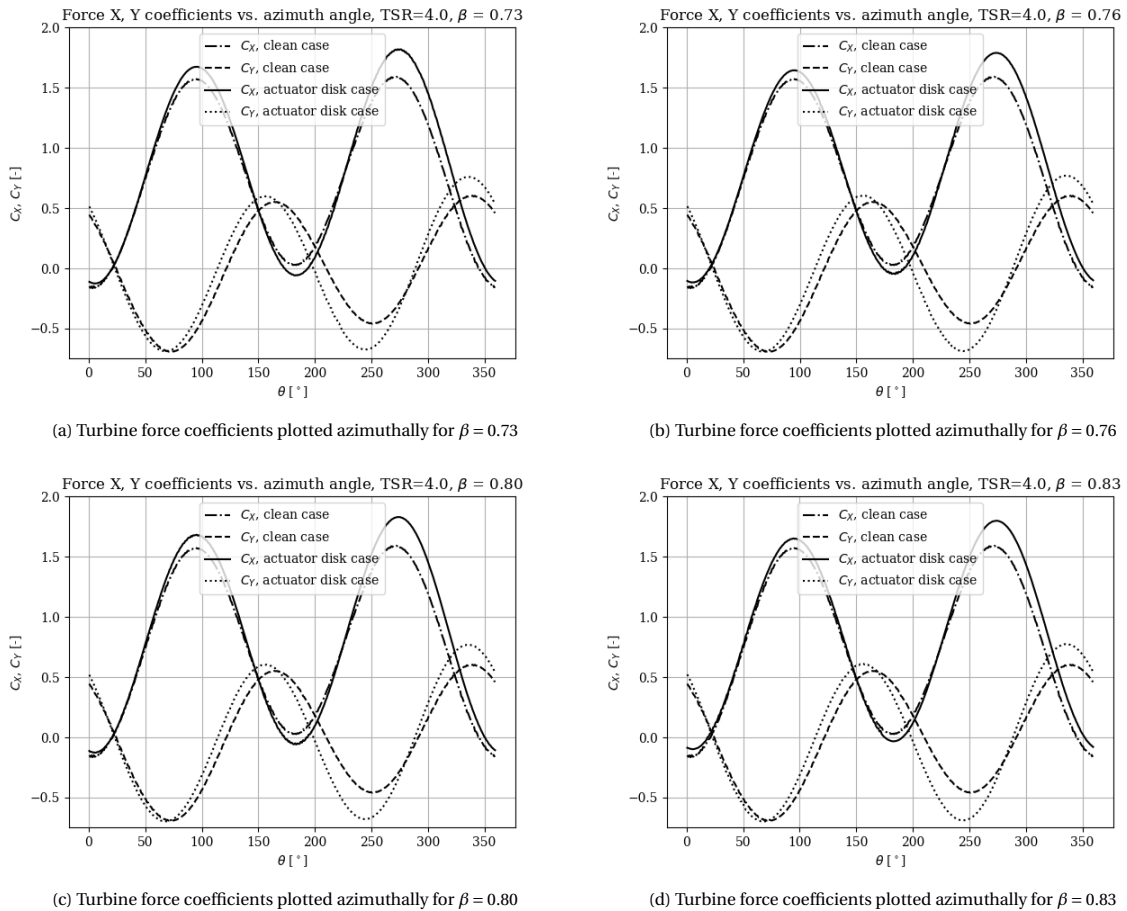 Force X, Y coefficients vs. azimuth angle, TSR=4.0, β = 0.73
2.0
1.5
1.0
0.5
0.0
−0.5
C_X, C_Y [-]
C_X, clean case
C_Y, clean case
C_X, actuator disk case
C_Y, actuator disk case
0 50 100 150 200 250 300 350
θ [°]
(a) Turbine force coefficients plotted azimuthally for β = 0.73
Force X, Y coefficients vs. azimuth angle, TSR=4.0, β = 0.76
2.0
1.5
1.0
0.5
0.0
−0.5
C_X, C_Y [-]
C_X, clean case
C_Y, clean case
C_X, actuator disk case
C_Y, actuator disk case
0 50 100 150 200 250 300 350
θ [°]
(b) Turbine force coefficients plotted azimuthally for β = 0.76
Force X, Y coefficients vs. azimuth angle, TSR=4.0, β = 0.80
2.0
1.5
1.0
0.5
0.0
−0.5
C_X, C_Y [-]
C_X, clean case
C_Y, clean case
C_X, actuator disk case
C_Y, actuator disk case
0 50 100 150 200 250 300 350
θ [°]
(c) Turbine force coefficients plotted azimuthally for β = 0.80
Force X, Y coefficients vs. azimuth angle, TSR=4.0, β = 0.83
2.0
1.5
1.0
0.5
0.0
−0.5
C_X, C_Y [-]
C_X, clean case
C_Y, clean case
C_X, actuator disk case
C_Y, actuator disk case
0 50 100 150 200 250 300 350
θ [°]
(d) Turbine force coefficients plotted azimuthally for β = 0.83